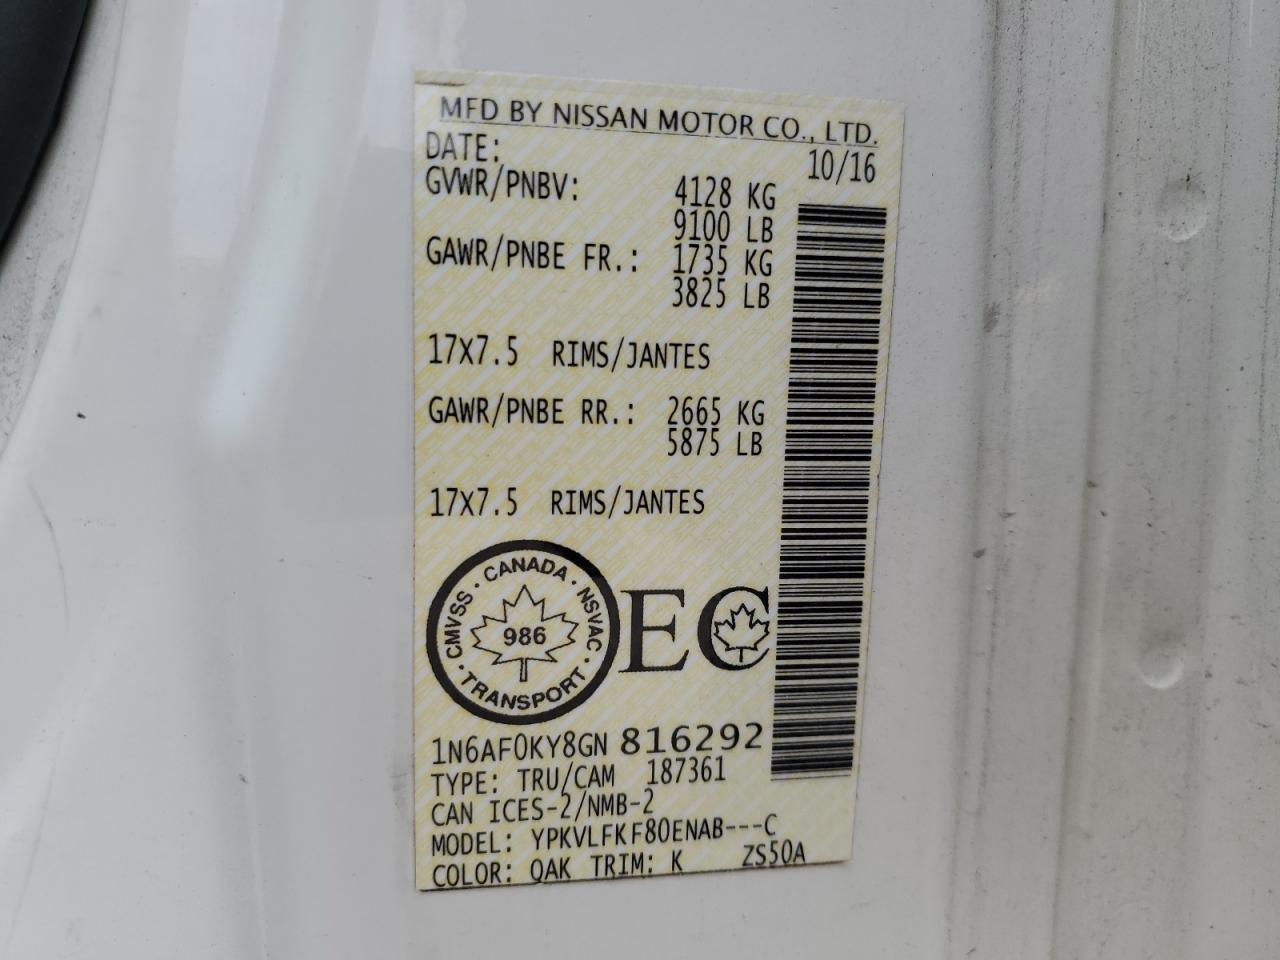 MFD BY NISSAN MOTOR CO., LTD.
DATE: 10/16
GVWR/PNBV: 4128 KG
9100 LB
GAWR/PNBE FR.: 1735 KG
3825 LB
17X7.5 RIMS/JANTES
GAWR/PNBE RR.: 2665 KG
5875 LB
17X7.5 RIMS/JANTES
CMVSS · CANADA · NSVAC · TRANSPORT ·
986
EC
1N6AF0KY8GN 816292
TYPE: TRU/CAM 187361
CAN ICES-2/NMB-2
MODEL: YPKVLFKF80ENAB---C
COLOR: QAK TRIM: K ZS50A